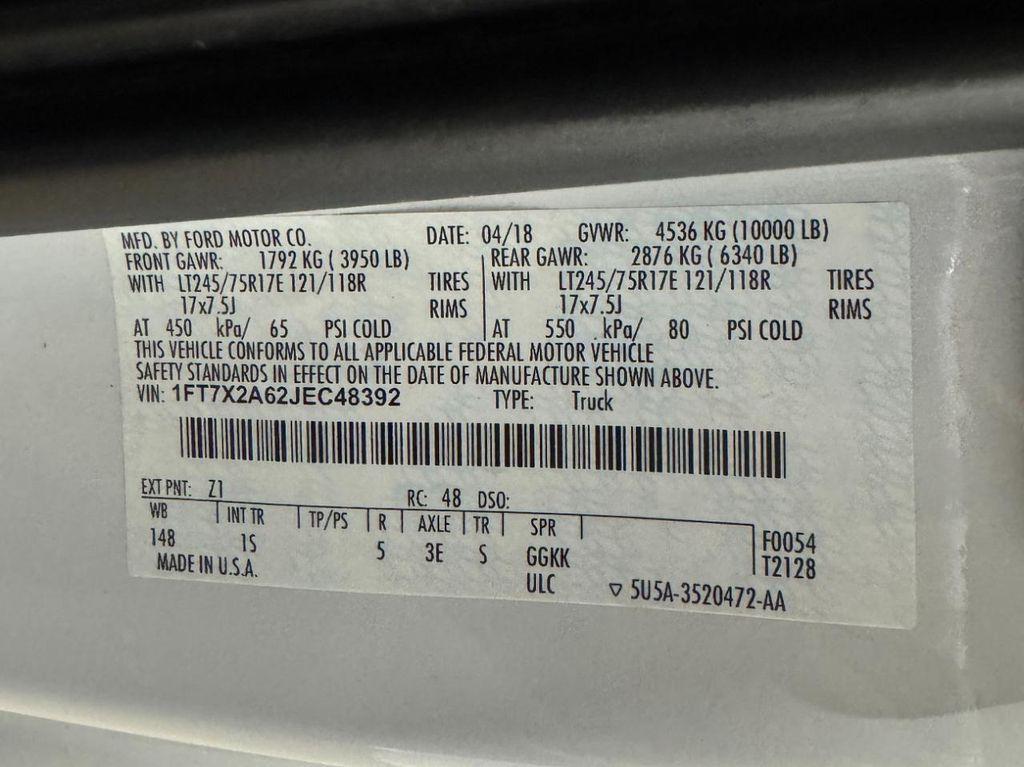 MFD. BY FORD MOTOR CO. DATE: 04/18 GVWR: 4536 KG (10000 LB)
FRONT GAWR: 1792 KG ( 3950 LB) REAR GAWR: 2876 KG ( 6340 LB)
WITH LT245/75R17E 121/118R TIRES WITH LT245/75R17E 121/118R TIRES
17x7.5J RIMS 17x7.5J RIMS
AT 450 kPa/ 65 PSI COLD AT 550 kPa/ 80 PSI COLD
THIS VEHICLE CONFORMS TO ALL APPLICABLE FEDERAL MOTOR VEHICLE
SAFETY STANDARDS IN EFFECT ON THE DATE OF MANUFACTURE SHOWN ABOVE.
VIN: 1FT7X2A62JEC48392 TYPE: Truck
EXT PNT: Z1 RC: 48 DSO:
WB INT TR TP/PS R AXLE TR SPR F0054
148 1S 5 3E S GGKK T2128
MADE IN U.S.A. ULC 5U5A-3520472-AA